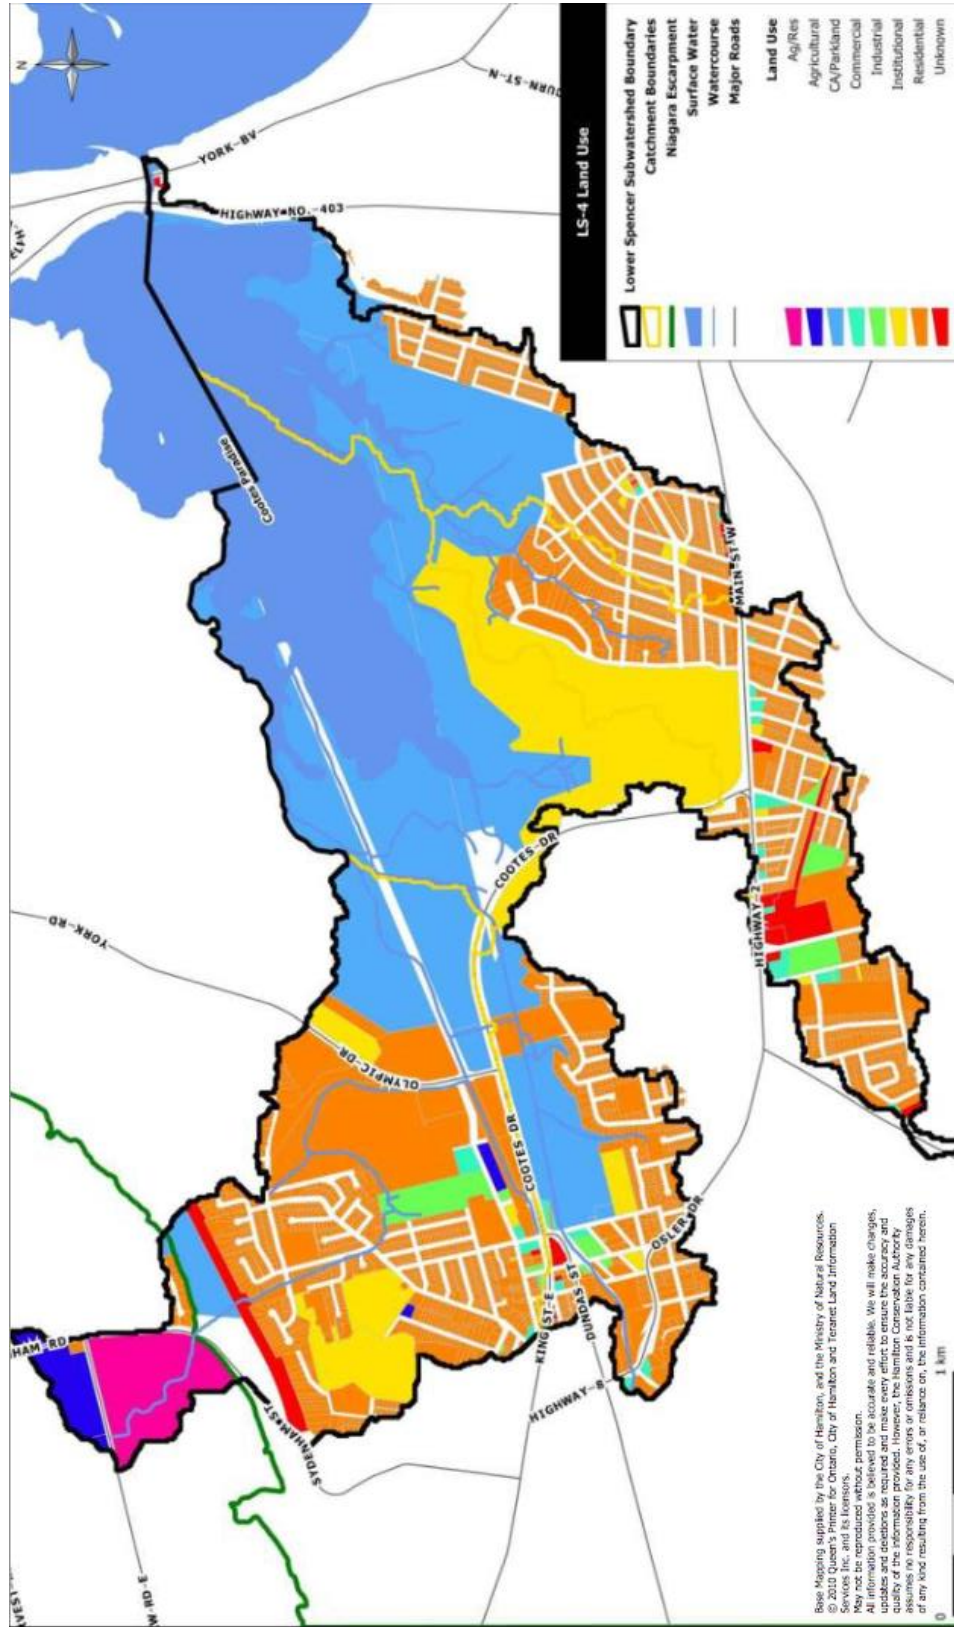 N
YORK-BV
URN-ST-N
HIGHWAY-NO.-403
Cootes Paradise
MAIN-ST-W
COOTES-DR
HIGHWAY-2
YORK-RD
OLYMPIC-DR
COOTES-DR
OSLER-DR
DUNDAS-ST
KING-ST-E
HIGHWAY-8
SYDENHAM-ST
HAM-RD
W-RD-E
LS-4 Land Use
Lower Spencer Subwatershed Boundary
Catchment Boundaries
Niagara Escarpment
Surface Water
Watercourse
Major Roads
Land Use
Ag/Res
Agricultural
CA/Parkland
Commercial
Industrial
Institutional
Residential
Unknown
Base Mapping supplied by the City of Hamilton, and the Ministry of Natural Resources.
© 2010 Queen's Printer for Ontario, City of Hamilton and Teranet Land Information
Services Inc. and its licensors.
May not be reproduced without permission.
All information provided is believed to be accurate and reliable. We will make changes,
updates and deletions as required and make every effort to ensure the accuracy and
quality of the information provided. However, the Hamilton Conservation Authority
assumes no responsibility for any errors or omissions and is not liable for any damages
of any kind resulting from the use of, or reliance on, the information contained herein.
0
1 km